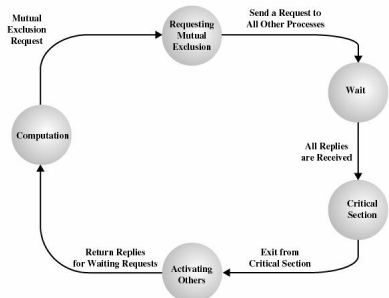 Mutual
Exclusion
Request
Requesting
Mutual
Exclusion
Send a Request to
All Other Processes
Wait
All Replies
are Received
Critical
Section
Exit from
Critical Section
Activating
Others
Return Replies
for Waiting Requests
Computation